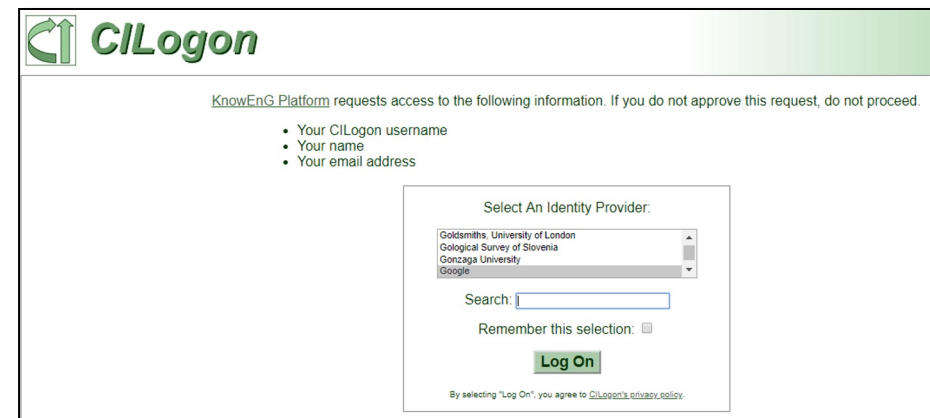 CILogon
KnowEnG Platform requests access to the following information. If you do not approve this request, do not proceed.
Your CILogon username
Your name
Your email address
Select An Identity Provider:
Goldsmiths, University of London
Gological Survey of Slovenia
Gonzaga University
Google
Search:
Remember this selection:
Log On
By selecting "Log On", you agree to CILogon's privacy policy.